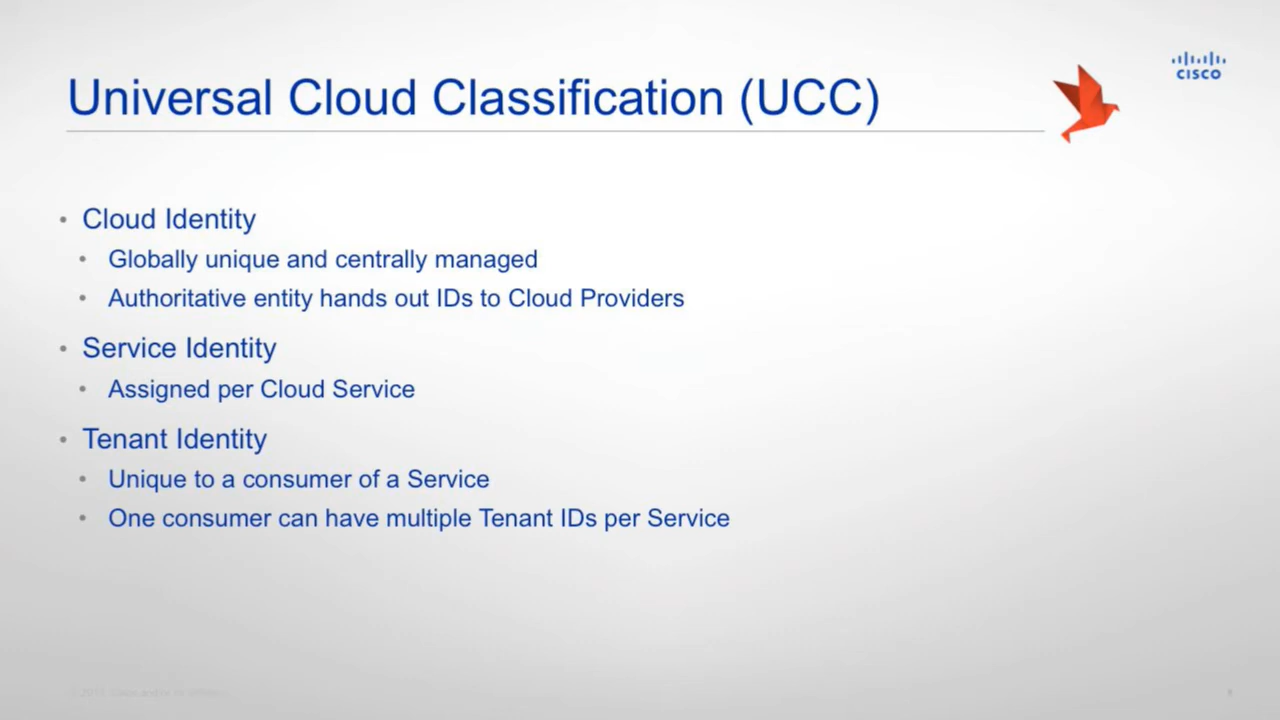 Universal Cloud Classification (UCC)
CISCO
• Cloud Identity
• Globally unique and centrally managed
• Authoritative entity hands out IDs to Cloud Providers
• Service Identity
• Assigned per Cloud Service
• Tenant Identity
• Unique to a consumer of a Service
• One consumer can have multiple Tenant IDs per Service